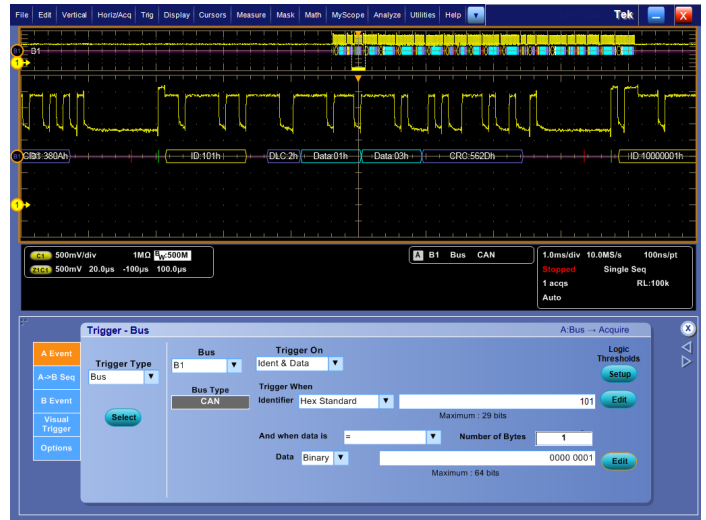 File Edit Vertical Horiz/Acq Trig Display Cursors Measure Mask Math MyScope Analyze Utilities Help Tek X
B1 B1
1
B1 380Ah ID:101h DLC:2h Data:01h Data:03h CRC:562Dh ID:10000001h
1
C1 500mV/div 1MΩ BW:500M A B1 Bus CAN 1.0ms/div 10.0MS/s 100ns/pt
Z1C1 500mV 20.0µs -100µs 100.0µs Stopped Single Seq
1 acqs RL:100k
Auto
Trigger - Bus A:Bus → Acquire X
A Event
A->B Seq
B Event
Visual Trigger
Options
Trigger Type
Bus
Select
Bus
B1
Bus Type
CAN
Trigger On
Ident & Data
Trigger When
Identifier Hex Standard 101 Edit
Maximum : 29 bits
And when data is = Number of Bytes 1
Data Binary 0000 0001 Edit
Maximum : 64 bits
Logic
Thresholds
Setup